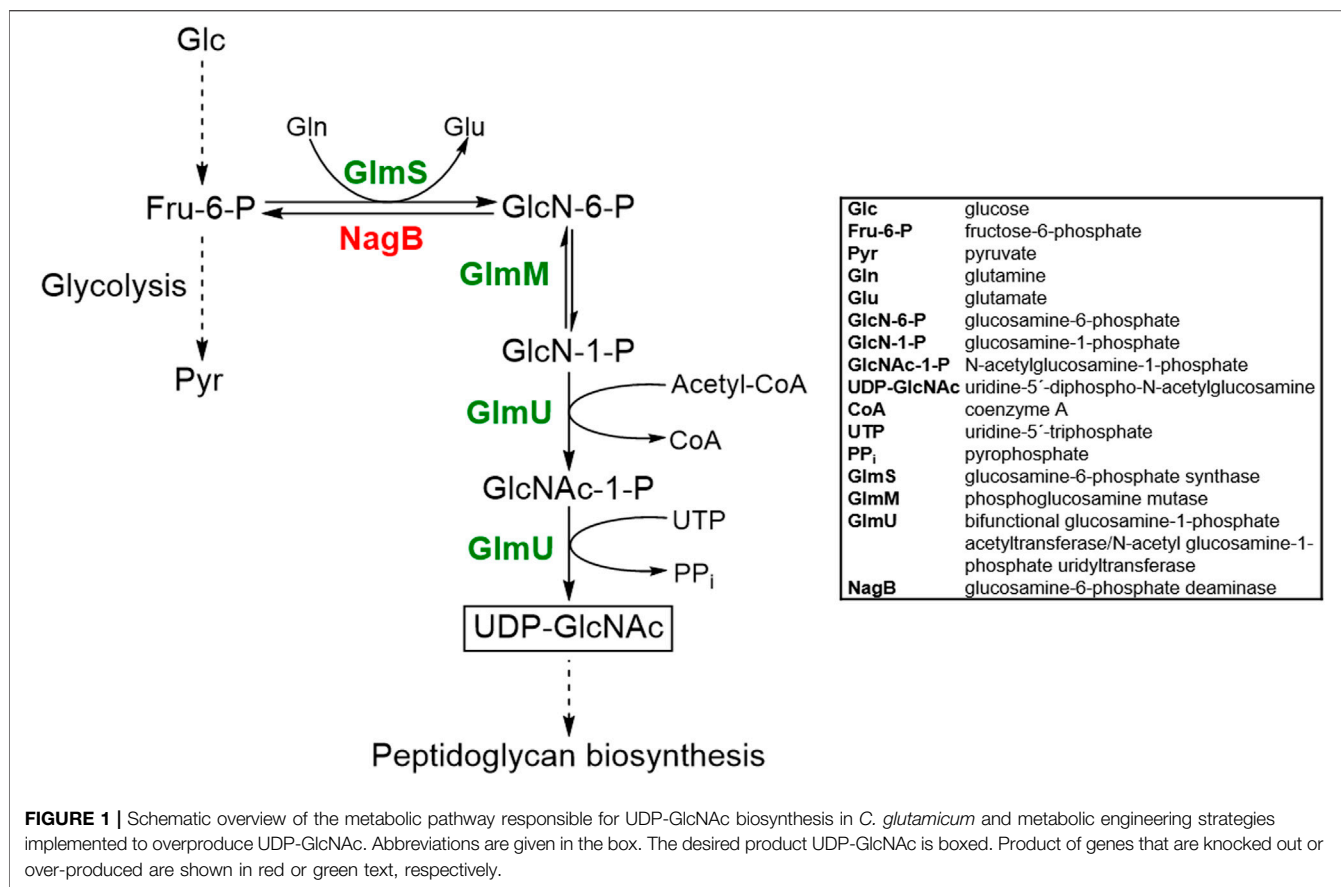 Glc
Gln
Glu
GlmS
Fru-6-P
GlcN-6-P
NagB
GlmM
Glycolysis
GlcN-1-P
Pyr
Acetyl-CoA
GlmU
CoA
GlcNAc-1-P
UTP
GlmU
PPi
UDP-GlcNAc
Peptidoglycan biosynthesis
Glc glucose
Fru-6-P fructose-6-phosphate
Pyr pyruvate
Gln glutamine
Glu glutamate
GlcN-6-P glucosamine-6-phosphate
GlcN-1-P glucosamine-1-phosphate
GlcNAc-1-P N-acetylglucosamine-1-phosphate
UDP-GlcNAc uridine-5´-diphospho-N-acetylglucosamine
CoA coenzyme A
UTP uridine-5´-triphosphate
PPi pyrophosphate
GlmS glucosamine-6-phosphate synthase
GlmM phosphoglucosamine mutase
GlmU bifunctional glucosamine-1-phosphate
acetyltransferase/N-acetyl glucosamine-1-
phosphate uridyltransferase
NagB glucosamine-6-phosphate deaminase
FIGURE 1 | Schematic overview of the metabolic pathway responsible for UDP-GlcNAc biosynthesis in C. glutamicum and metabolic engineering strategies
implemented to overproduce UDP-GlcNAc. Abbreviations are given in the box. The desired product UDP-GlcNAc is boxed. Product of genes that are knocked out or
over-produced are shown in red or green text, respectively.